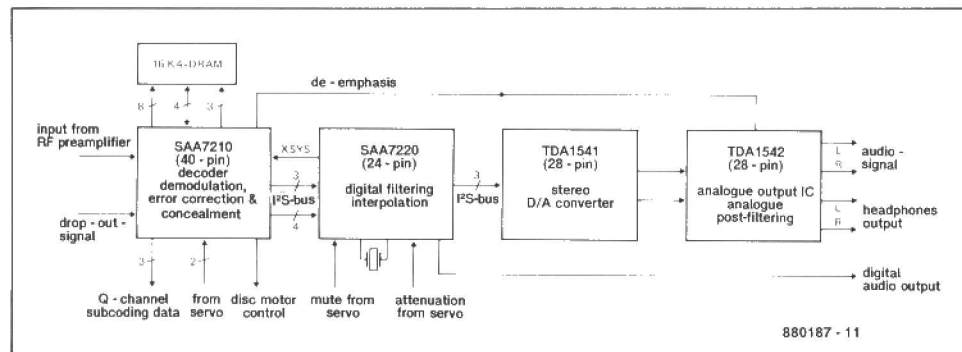 16 K4-DRAM
de - emphasis
8
4
3
input from
RF preamplifier
SAA7210
(40 - pin)
decoder
demodulation,
error correction &
concealment
XSYS
3
I²S-bus
4
SAA7220
(24 - pin)
digital filtering
interpolation
3
I²S-bus
TDA1541
(28 - pin)
stereo
D/A converter
TDA1542
(28 - pin)
analogue output IC
analogue
post-filtering
L
R
audio -
signal
L
R
headphones
output
drop - out -
signal
3
2
Q - channel
subcoding data
from
servo
disc motor
control
mute from
servo
attenuation
from servo
digital
audio output
880187 - 11